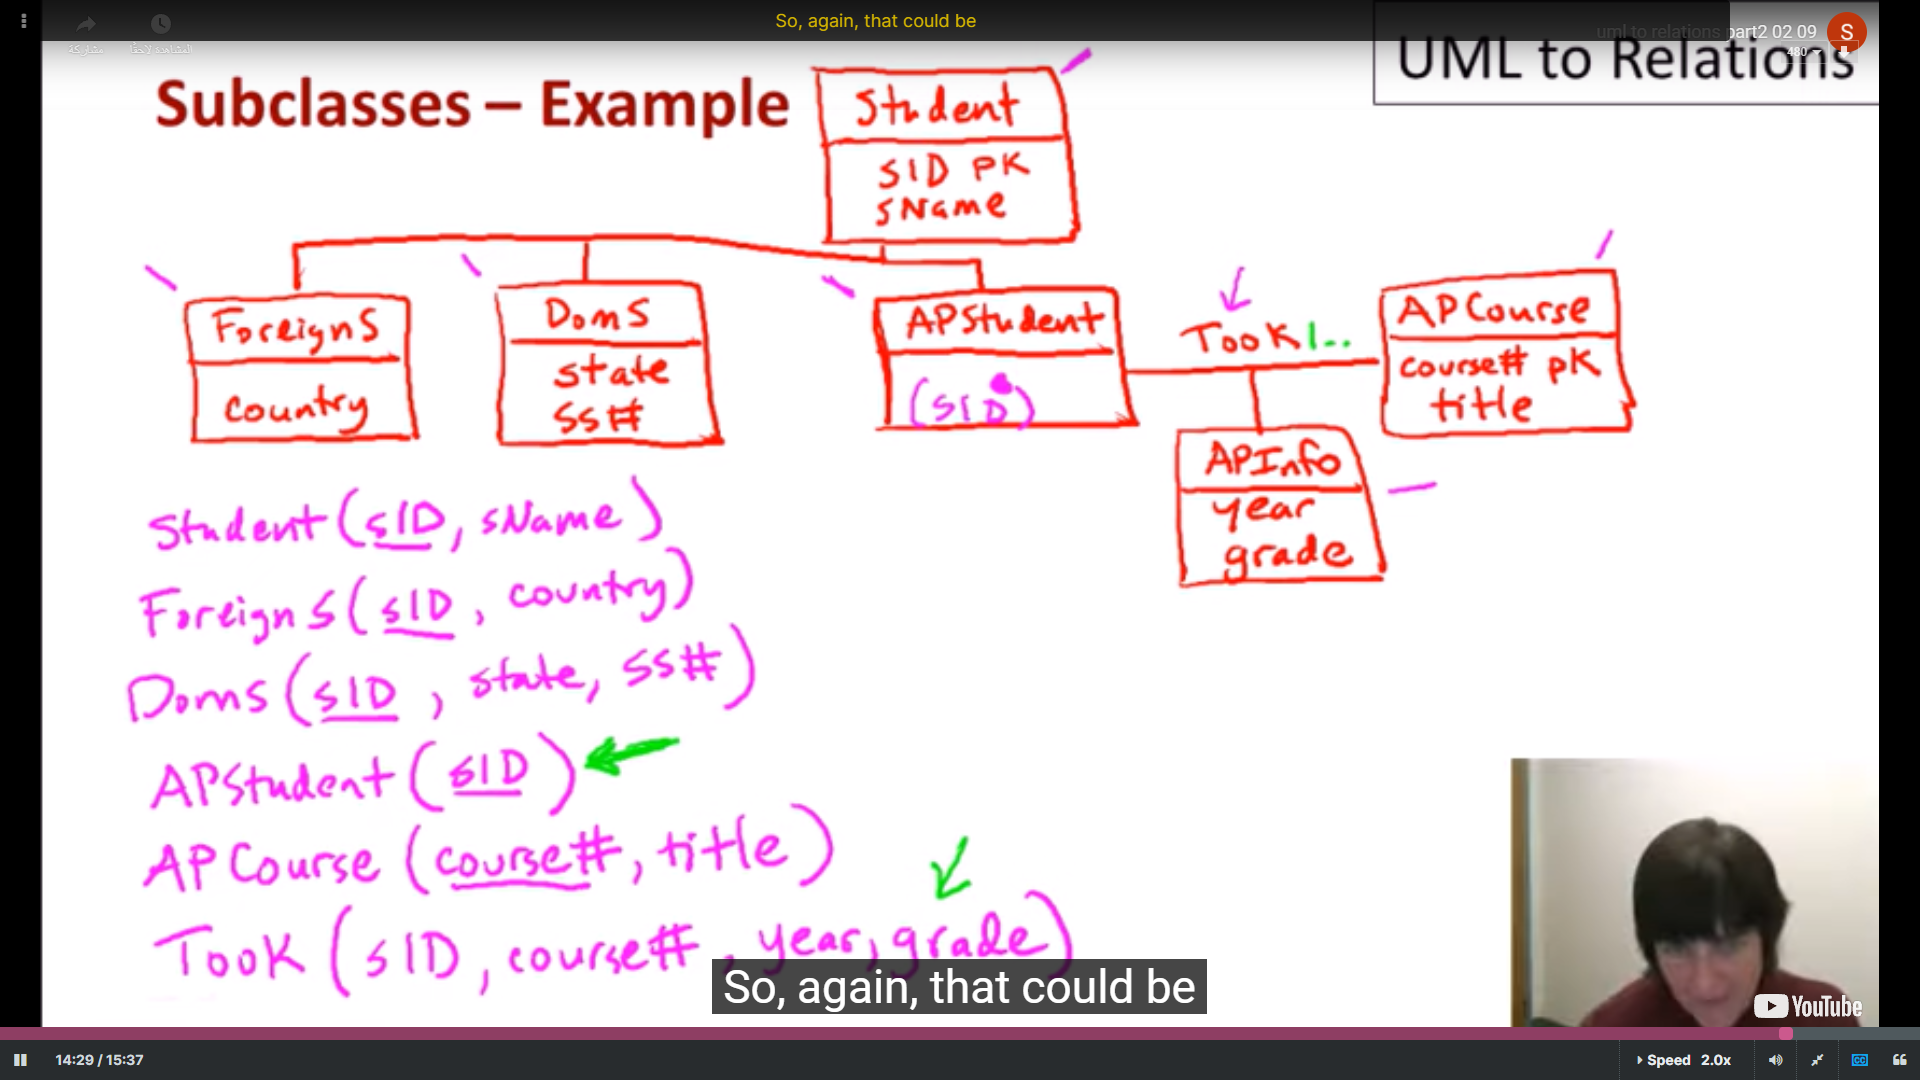 So, again, that could be
مشاركة
المشاهدة لاحقًا
uml to relations part2 02 09
S
480
UML to Relations
Subclasses – Example
Student
SID PK
sName
ForeignS
country
DomS
state
SS#
APStudent
(SID)
Took 1..
APCourse
course# PK
title
APInfo
year
grade
Student (sID, sName)
ForeignS (sID, country)
DomS (sID, state, SS#)
APStudent (sID)
APCourse (course#, title)
Took (sID, course#, year, grade)
So, again, that could be
YouTube
14:29 / 15:37
Speed 2.0x
CC